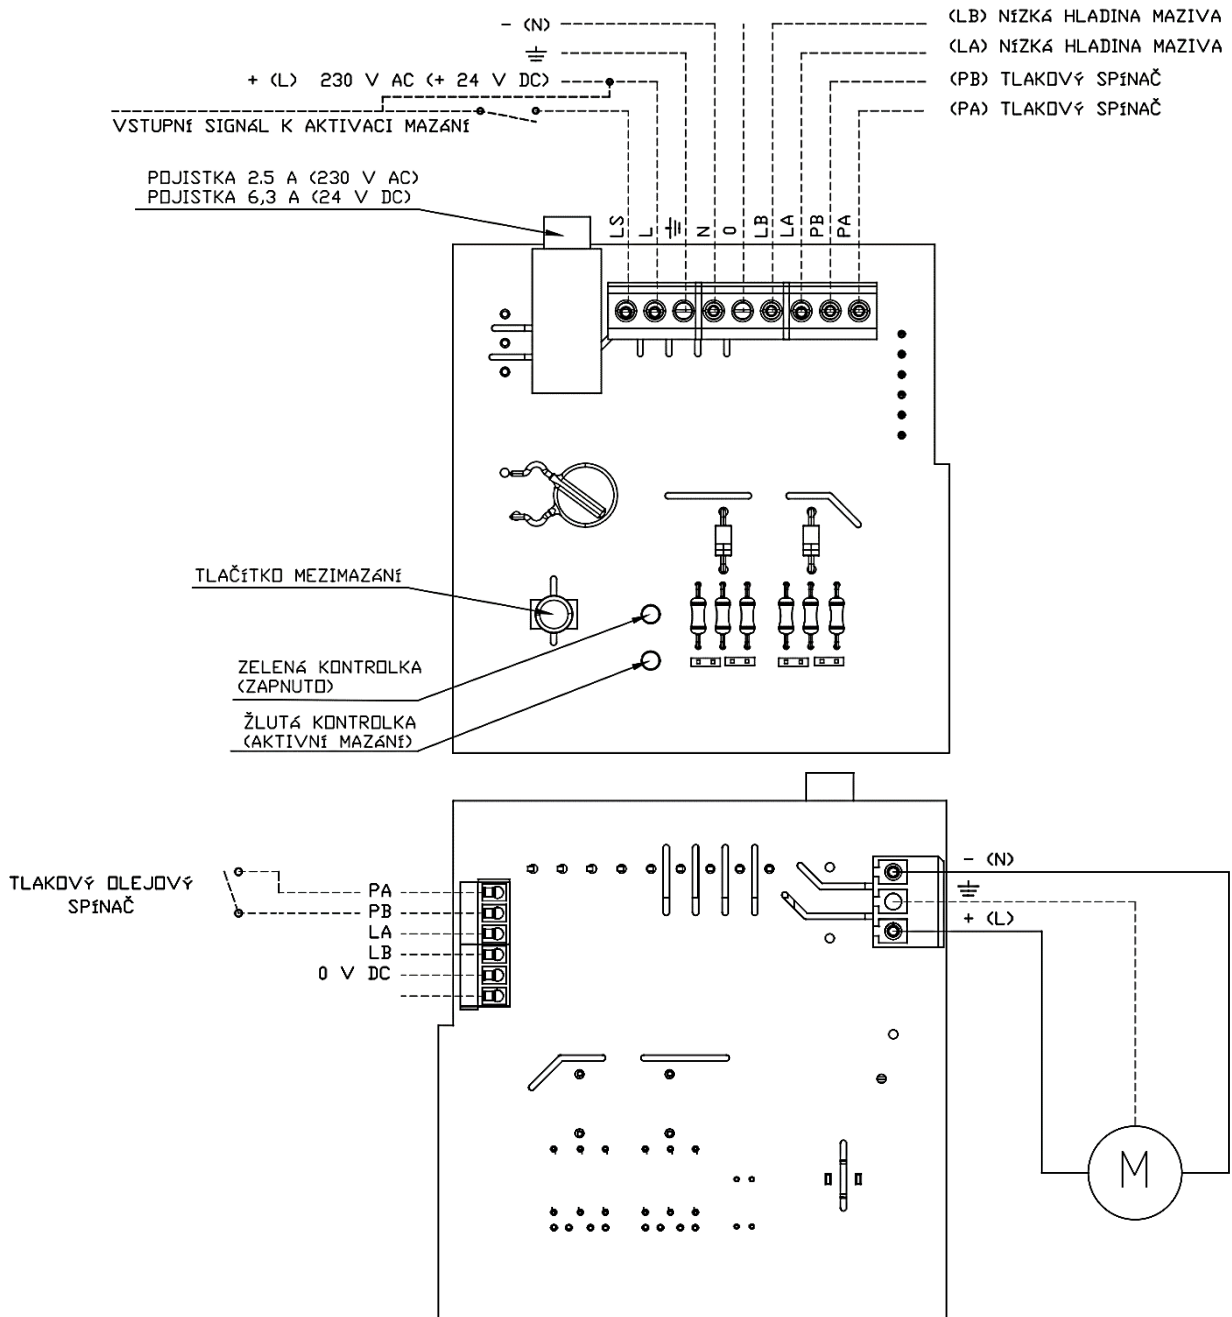 - (N)
+ (L) 230 V AC (+ 24 V DC)
VSTUPNÍ SIGNÁL K AKTIVACI MAZÁNÍ
(LB) NÍZKÁ HLADINA MAZIVA
(LA) NÍZKÁ HLADINA MAZIVA
(PB) TLAKOVÝ SPÍNAČ
(PA) TLAKOVÝ SPÍNAČ
POJISTKA 2.5 A (230 V AC)
POJISTKA 6,3 A (24 V DC)
LS
L
N
0
LB
LA
PB
PA
TLAČÍTKO MEZIMAZÁNÍ
ZELENÁ KONTROLKA
(ZAPNUTO)
ŽLUTÁ KONTROLKA
(AKTIVNÍ MAZÁNÍ)
TLAKOVÝ OLEJOVÝ
SPÍNAČ
PA
PB
LA
LB
0 V DC
- (N)
+ (L)
M